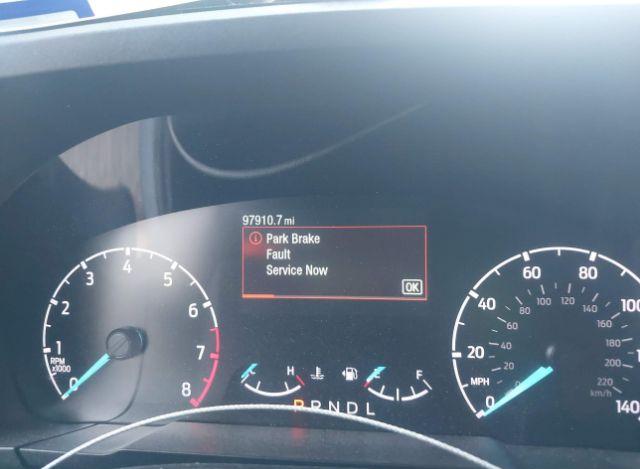 97910.7 mi
Park Brake
Fault
Service Now
OK
0 1 2 3 4 5 6 7 8
RPM
x1000
C H
E F
P R N D L
0 20 40 60 80 100 140
MPH
0 20 40 60 80 100 120 140 160 180 200 220
km/h